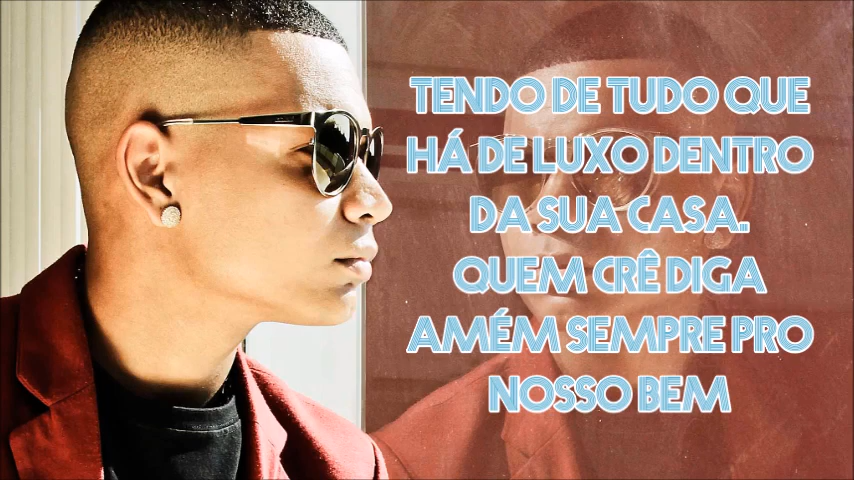 TENDO DE TUDO QUE
HÁ DE LUXO DENTRO
DA SUA CASA..
QUEM CRÊ DIGA
AMÉM SEMPRE PRO
NOSSO BEM